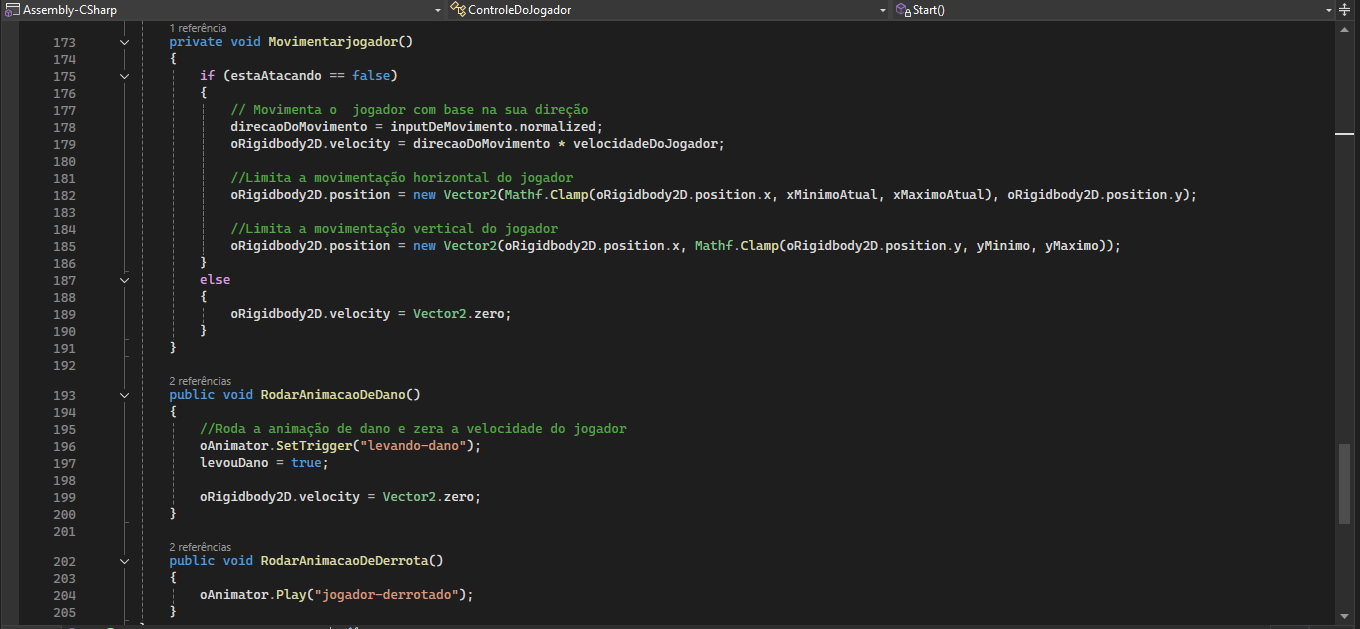 Assembly-CSharp ControleDoJogador Start()
1 referência
173 private void Movimentarjogador()
174 {
175 if (estaAtacando == false)
176 {
177 // Movimenta o  jogador com base na sua direção
178 direcaoDoMovimento = inputDeMovimento.normalized;
179 oRigidbody2D.velocity = direcaoDoMovimento * velocidadeDoJogador;
180
181 //Limita a movimentação horizontal do jogador
182 oRigidbody2D.position = new Vector2(Mathf.Clamp(oRigidbody2D.position.x, xMinimoAtual, xMaximoAtual), oRigidbody2D.position.y);
183
184 //Limita a movimentação vertical do jogador
185 oRigidbody2D.position = new Vector2(oRigidbody2D.position.x, Mathf.Clamp(oRigidbody2D.position.y, yMinimo, yMaximo));
186 }
187 else
188 {
189 oRigidbody2D.velocity = Vector2.zero;
190 }
191 }
192
2 referências
193 public void RodarAnimacaoDeDano()
194 {
195 //Roda a animação de dano e zera a velocidade do jogador
196 oAnimator.SetTrigger("levando-dano");
197 levouDano = true;
198
199 oRigidbody2D.velocity = Vector2.zero;
200 }
201
2 referências
202 public void RodarAnimacaoDeDerrota()
203 {
204 oAnimator.Play("jogador-derrotado");
205 }